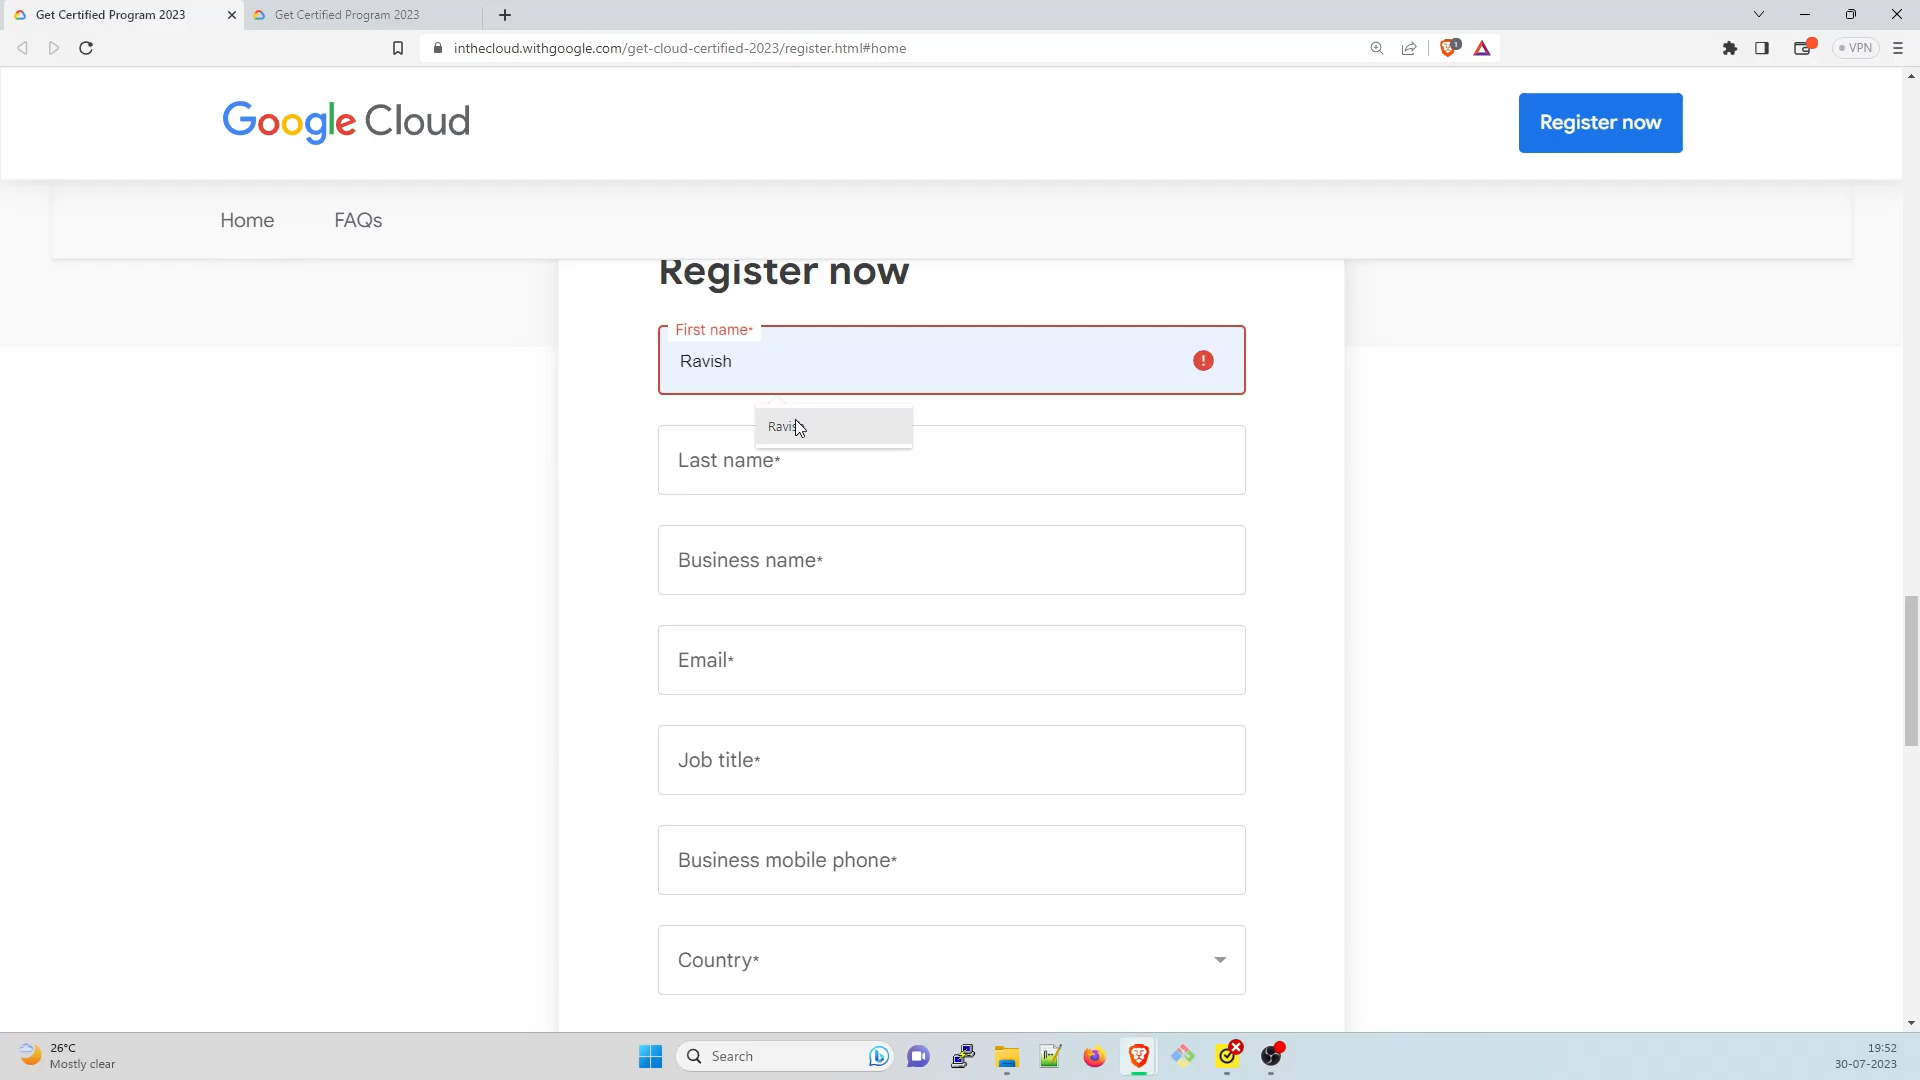 Get Certified Program 2023
Get Certified Program 2023
inthecloud.withgoogle.com/get-cloud-certified-2023/register.html#home
1
VPN
Google Cloud
Register now
Home
FAQs
Register now
First name*
Ravish
Last name*
Business name*
Email*
Job title*
Business mobile phone*
Country*
26°C
Mostly clear
Search
19:52
30-07-2023